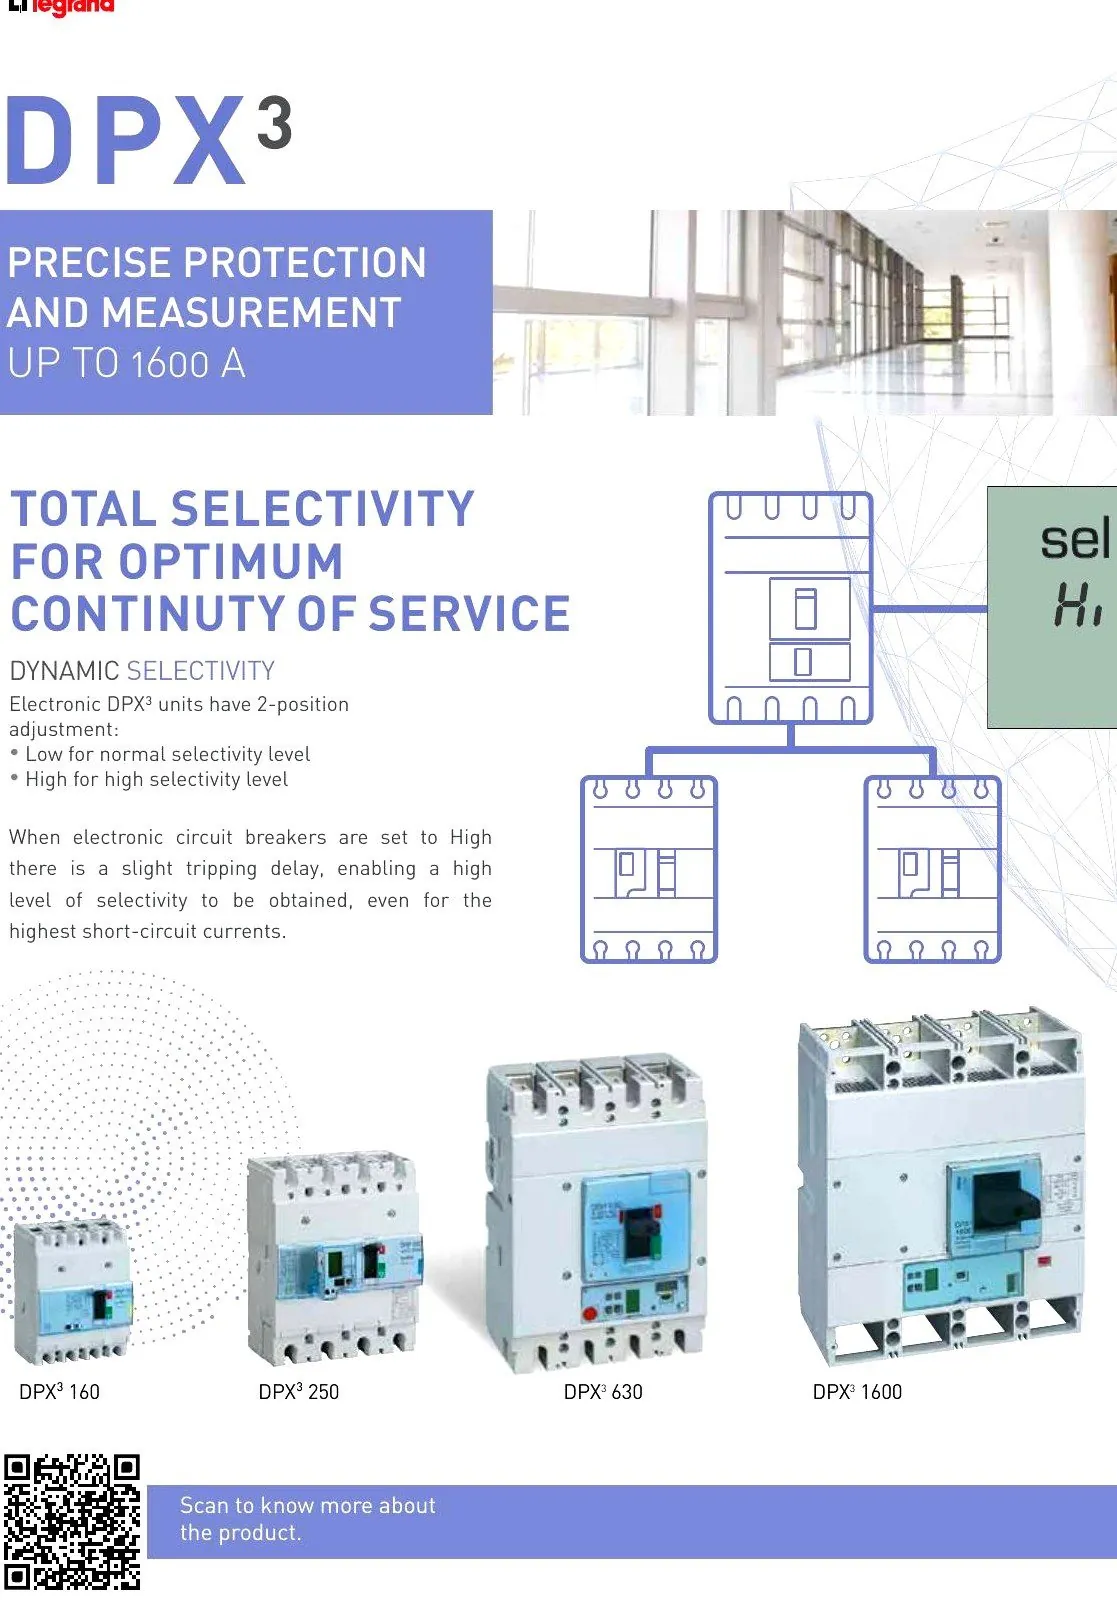 legrand
DPX³
PRECISE PROTECTION
AND MEASUREMENT
UP TO 1600 A
TOTAL SELECTIVITY
FOR OPTIMUM
CONTINUTY OF SERVICE
sel
Hi
DYNAMIC SELECTIVITY
Electronic DPX³ units have 2-position
adjustment:
• Low for normal selectivity level
• High for high selectivity level
When electronic circuit breakers are set to High
there is a slight tripping delay, enabling a high
level of selectivity to be obtained, even for the
highest short-circuit currents.
DPX³ 160
DPX³ 250
DPX³ 630
DPX³ 1600
Scan to know more about
the product.